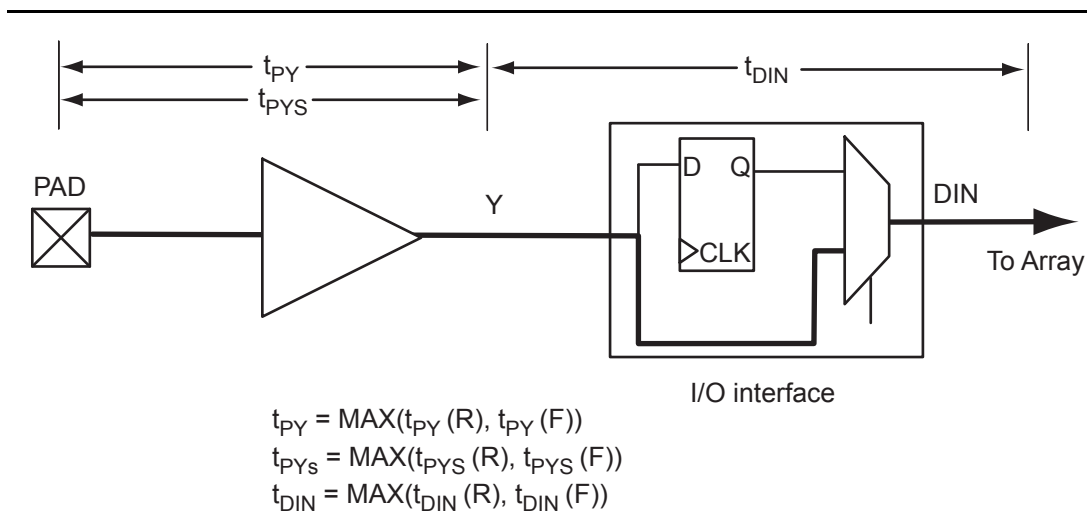 tPY
tDIN
tPYS
PAD
Y
D Q
CLK
DIN
To Array
I/O interface
tPY = MAX(tPY (R), tPY (F))
tPYs = MAX(tPYS (R), tPYS (F))
tDIN = MAX(tDIN (R), tDIN (F))